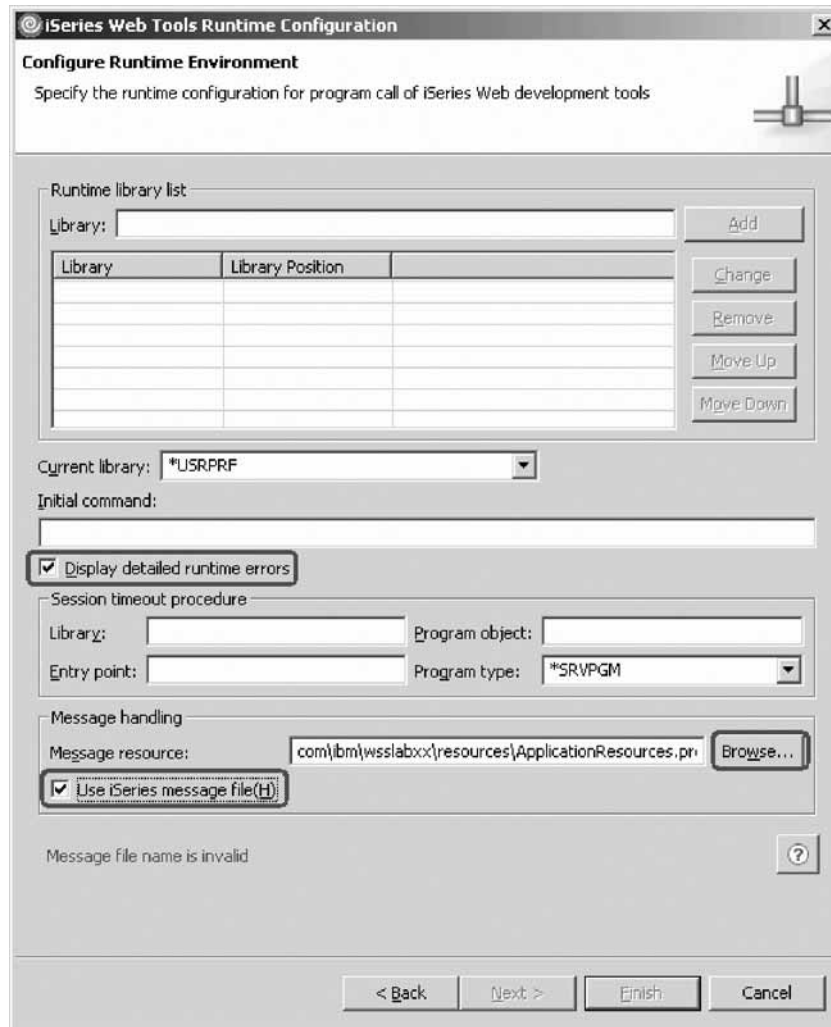 iSeries Web Tools Runtime Configuration
Configure Runtime Environment
Specify the runtime configuration for program call of iSeries Web development tools
Runtime library list
Library:
Add
Library Library Position
Change
Remove
Move Up
Move Down
Current library: *USRPRF
Initial command:
Display detailed runtime errors
Session timeout procedure
Library: Program object:
Entry point: Program type: *SRVPGM
Message handling
Message resource: com\ibm\wsslabxx\resources\ApplicationResources.pr Browse...
Use iSeries message file(H)
Message file name is invalid
?
< Back Next > Finish Cancel